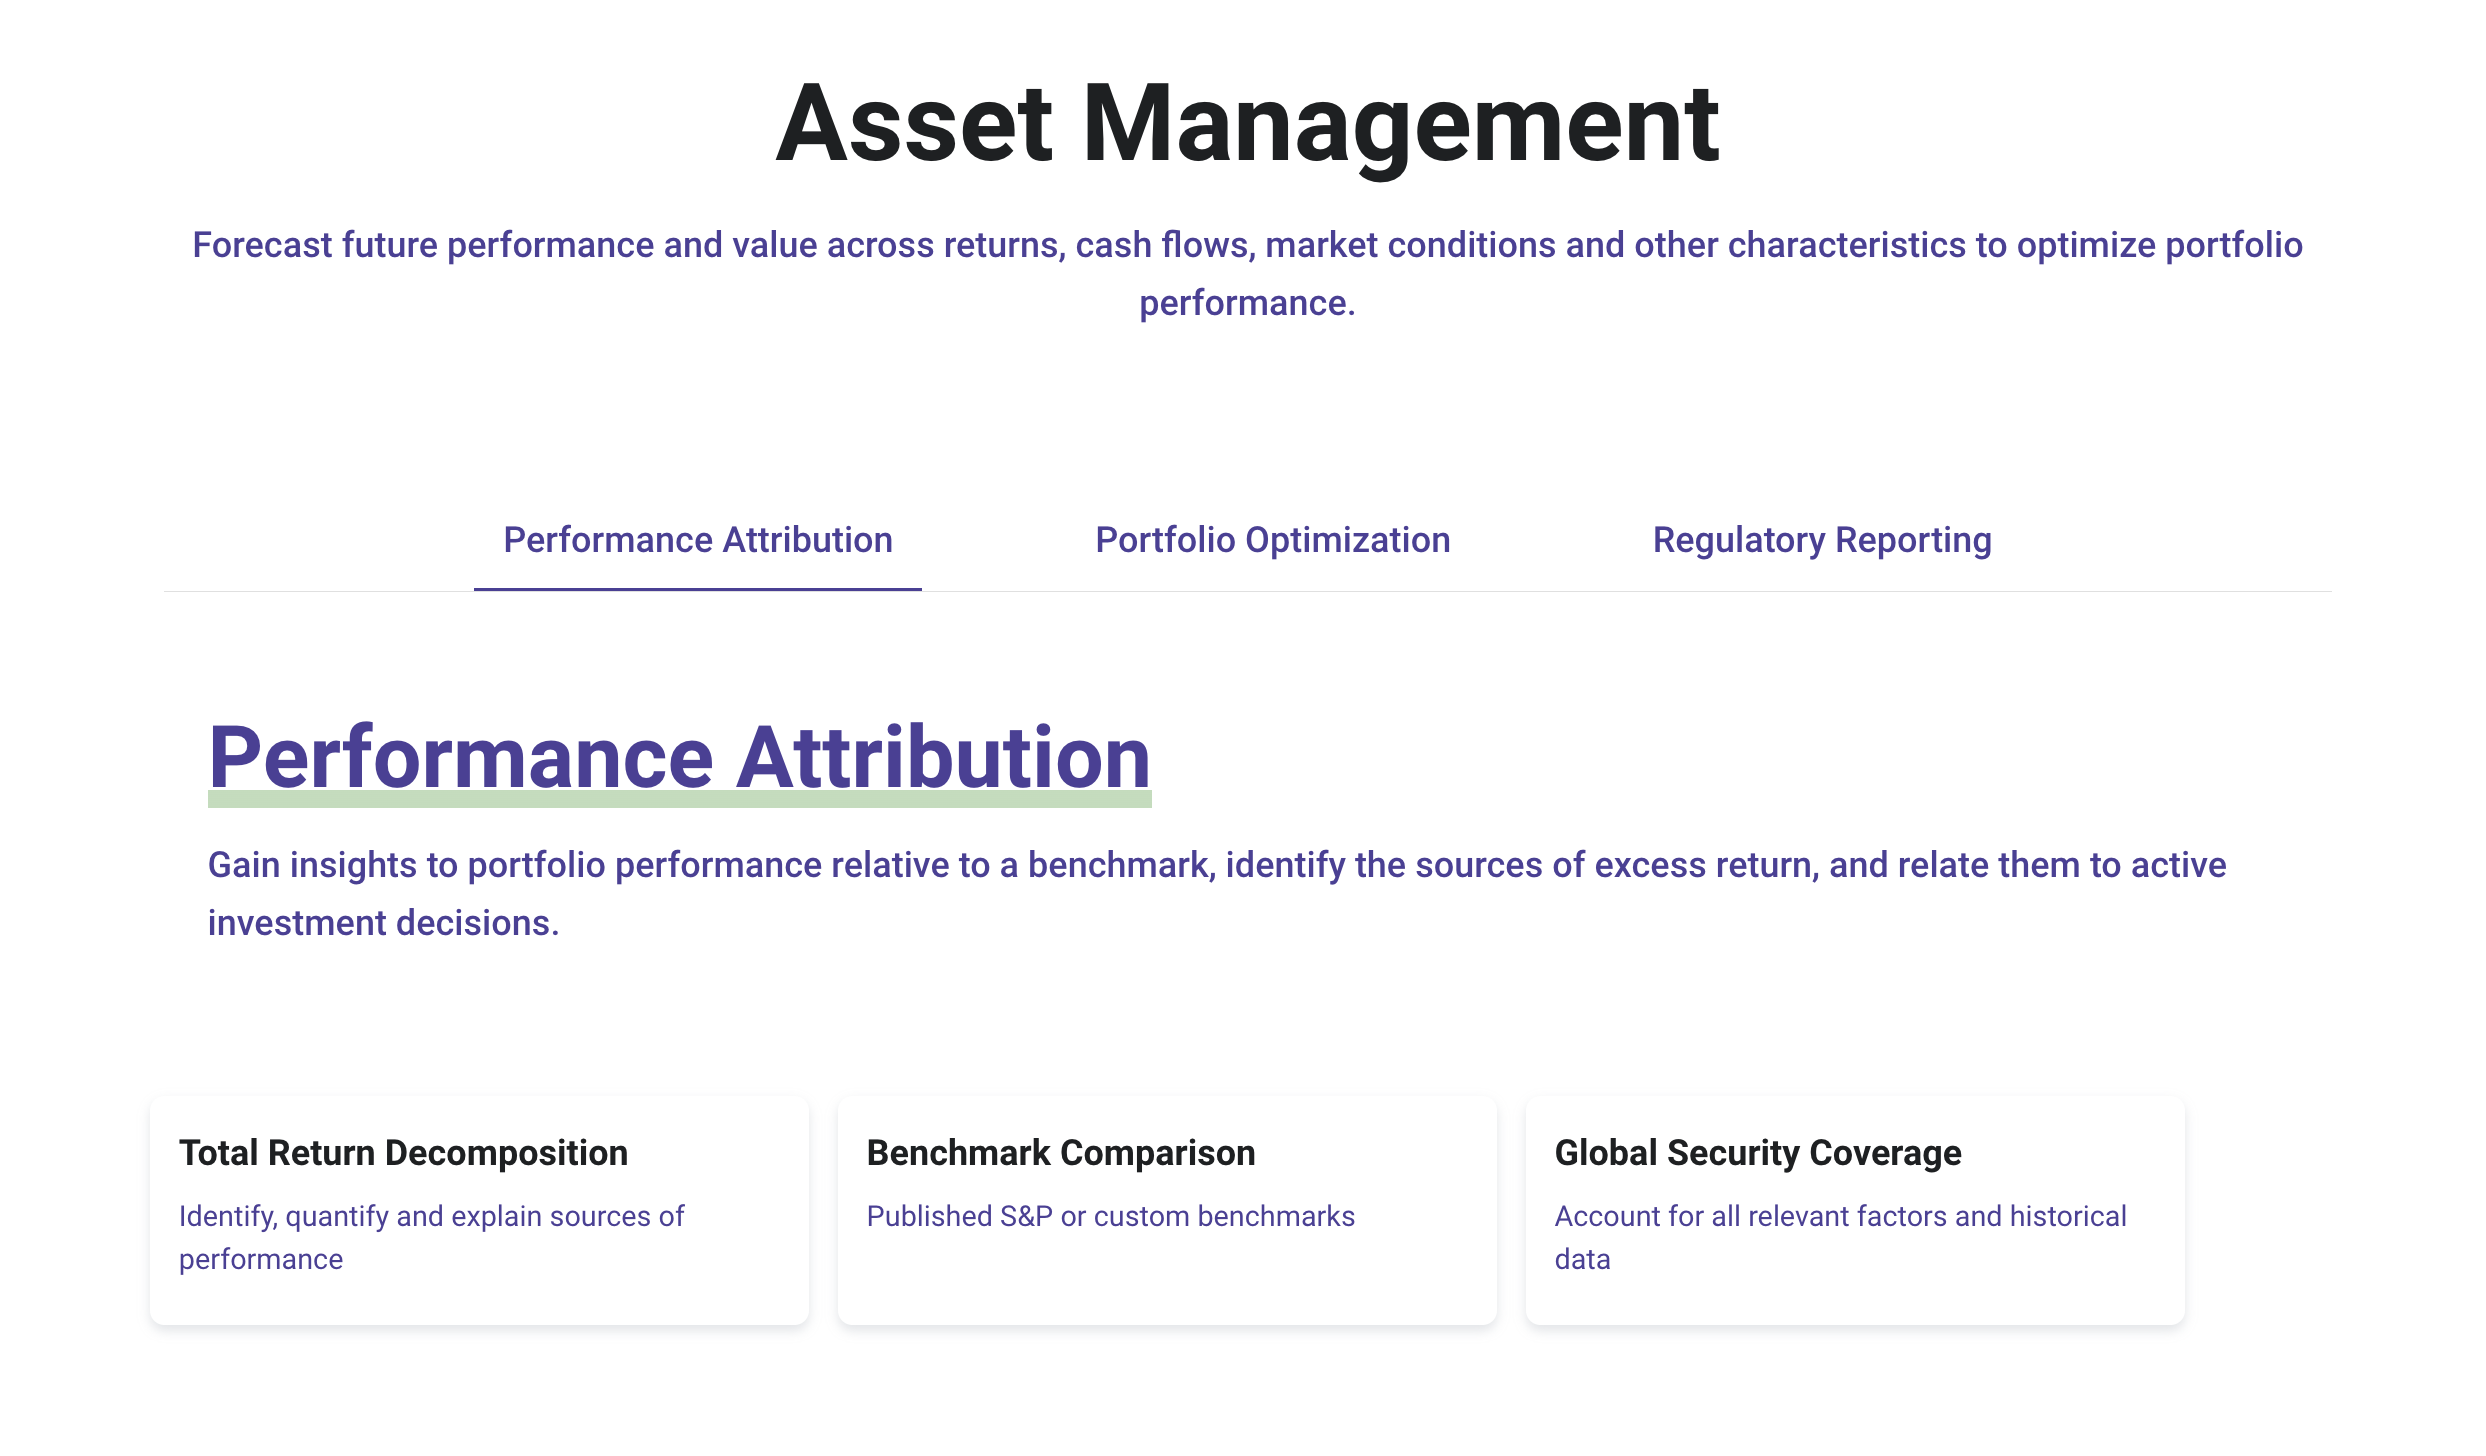 Asset Management
Forecast future performance and value across returns, cash flows, market conditions and other characteristics to optimize portfolio
performance.
Performance Attribution
Portfolio Optimization
Regulatory Reporting
Performance Attribution
Gain insights to portfolio performance relative to a benchmark, identify the sources of excess return, and relate them to active
investment decisions.
Total Return Decomposition
Identify, quantify and explain sources of
performance
Benchmark Comparison
Published S&P or custom benchmarks
Global Security Coverage
Account for all relevant factors and historical
data